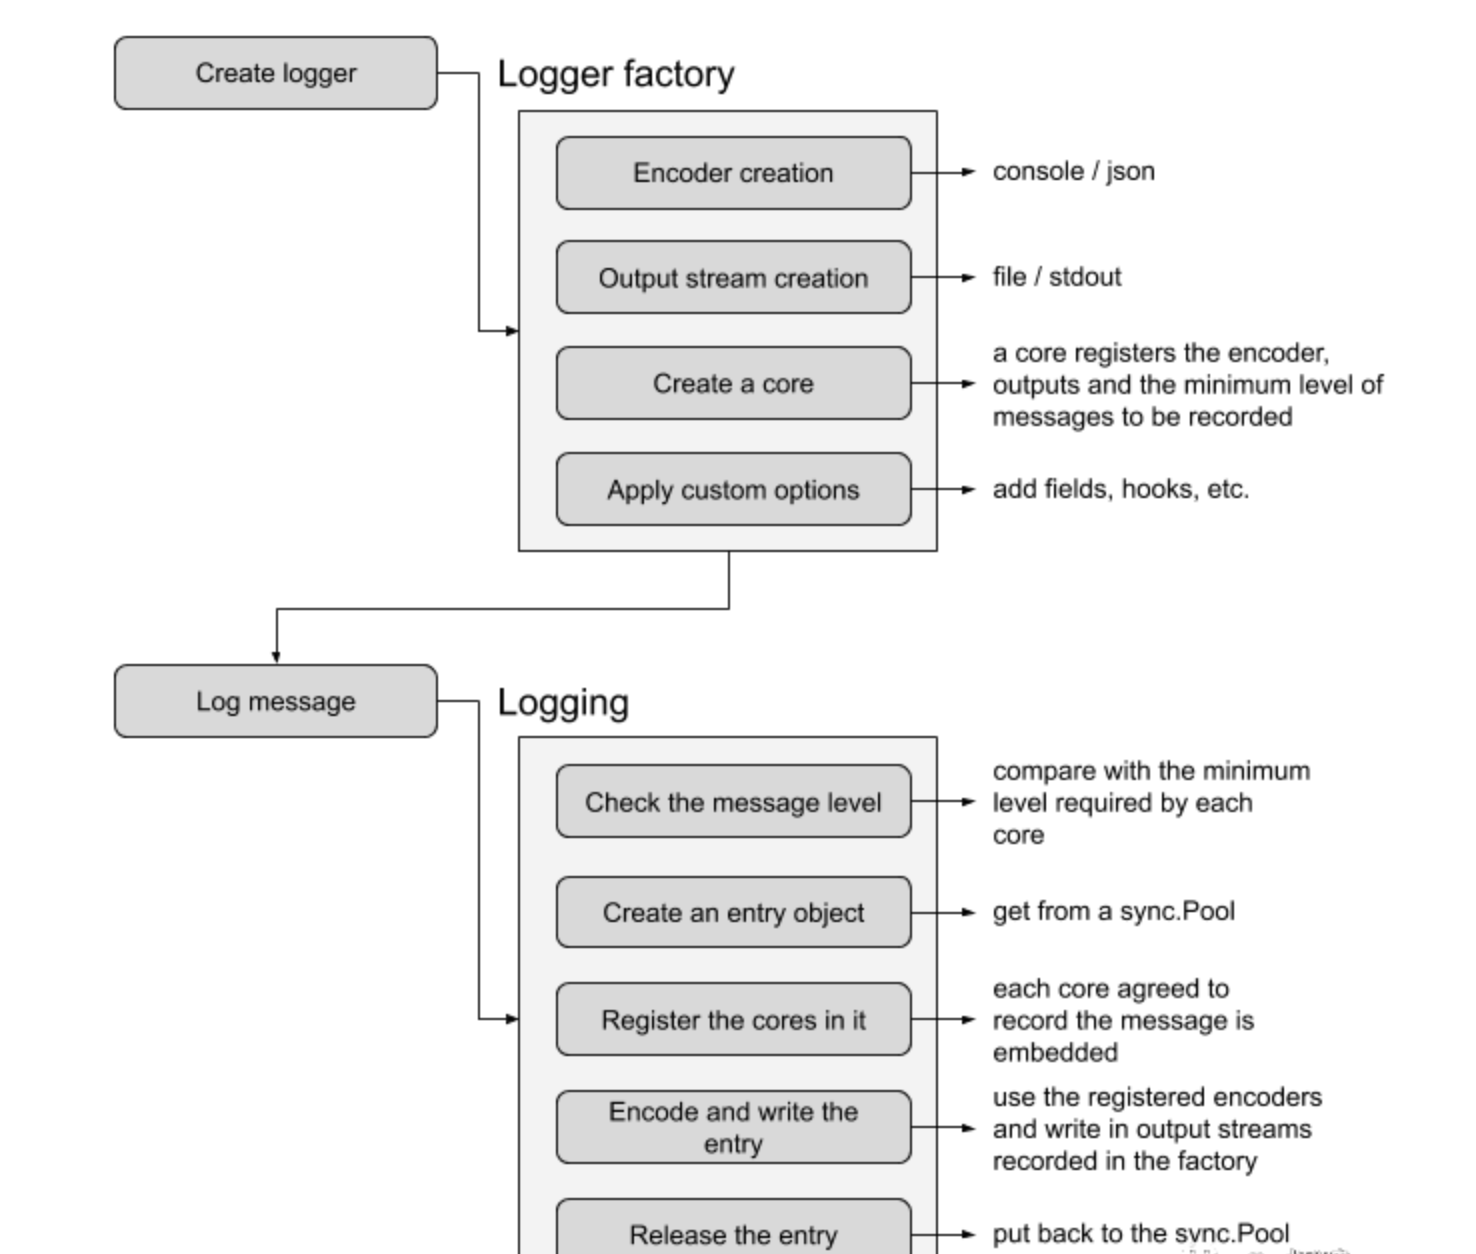 Create logger
Logger factory
Encoder creation
console / json
Output stream creation
file / stdout
Create a core
a core registers the encoder,
outputs and the minimum level of
messages to be recorded
Apply custom options
add fields, hooks, etc.
Log message
Logging
Check the message level
compare with the minimum
level required by each
core
Create an entry object
get from a sync.Pool
Register the cores in it
each core agreed to
record the message is
embedded
Encode and write the
entry
use the registered encoders
and write in output streams
recorded in the factory
Release the entry
put back to the sync.Pool